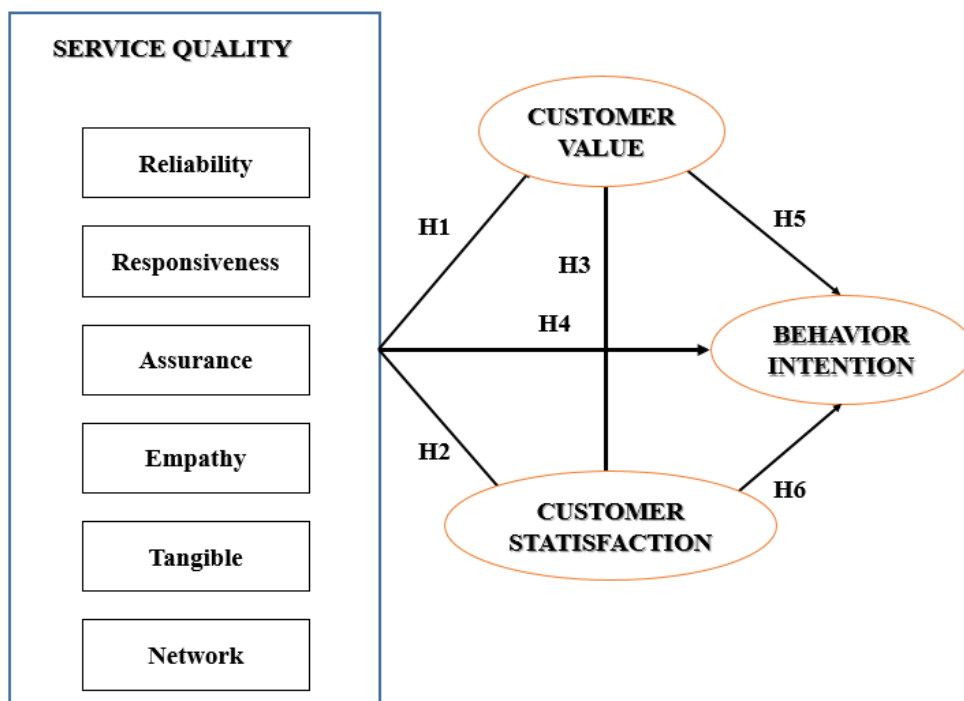 SERVICE QUALITY
Reliability
Responsiveness
Assurance
Empathy
Tangible
Network
H1
H2
CUSTOMER
VALUE
H3
H4
CUSTOMER
STATISFACTION
H5
H6
BEHAVIOR
INTENTION